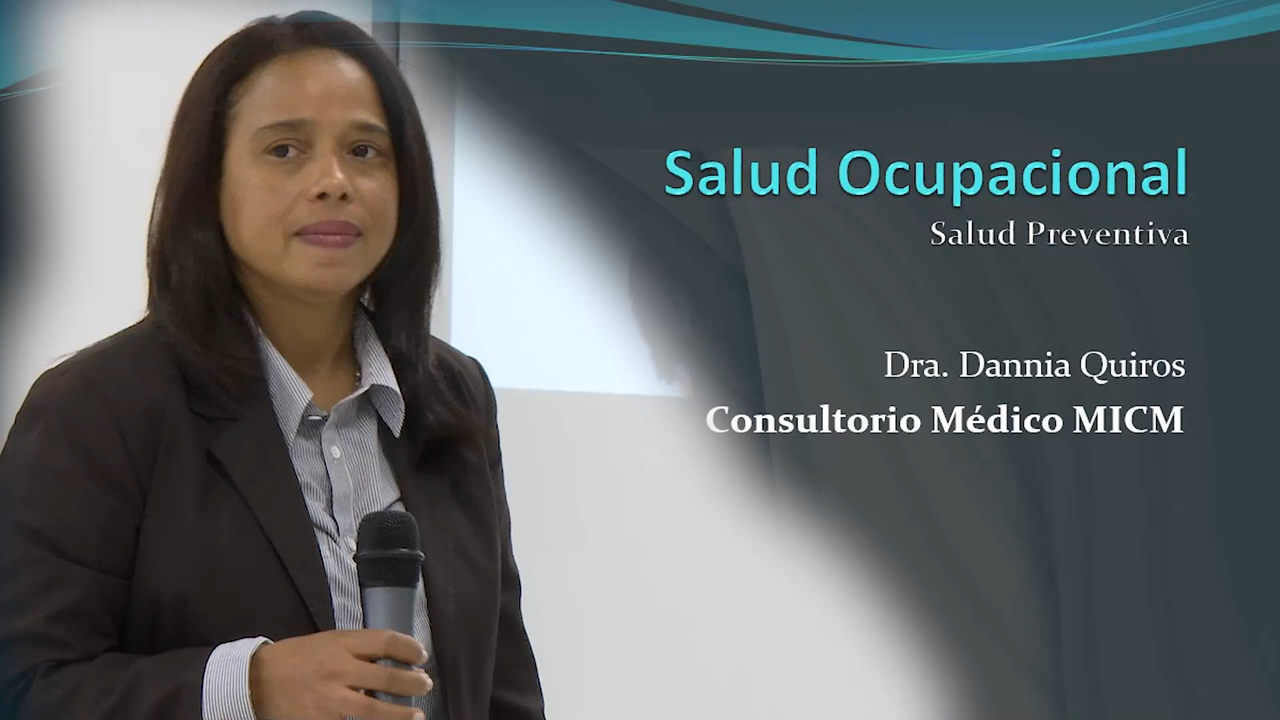 Salud Ocupacional
Salud Preventiva
Dra. Dannia Quiros
Consultorio Médico MICM